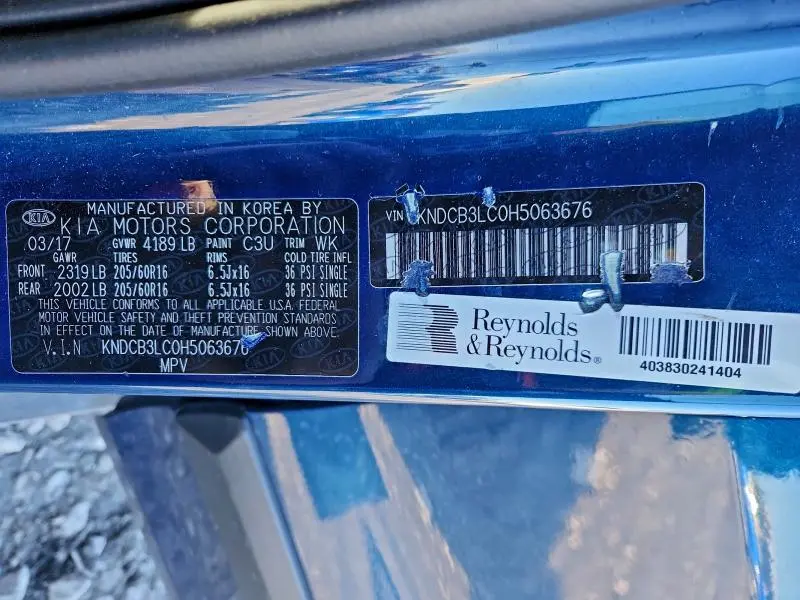 KIA
MANUFACTURED IN KOREA BY
KIA MOTORS CORPORATION
03/17 GVWR 4189 LB PAINT C3U TRIM WK
GAWR TIRES RIMS COLD TIRE INFL
FRONT 2319 LB 205/60R16 6.5Jx16 36 PSI SINGLE
REAR 2002 LB 205/60R16 6.5Jx16 36 PSI SINGLE
THIS VEHICLE CONFORMS TO ALL APPLICABLE U.S.A. FEDERAL
MOTOR VEHICLE SAFETY AND THEFT PREVENTION STANDARDS
IN EFFECT ON THE DATE OF MANUFACTURE SHOWN ABOVE.
V.I.N KNDCB3LC0H5063676
MPV
VIN KNDCB3LC0H5063676
Reynolds
&Reynolds®
403830241404